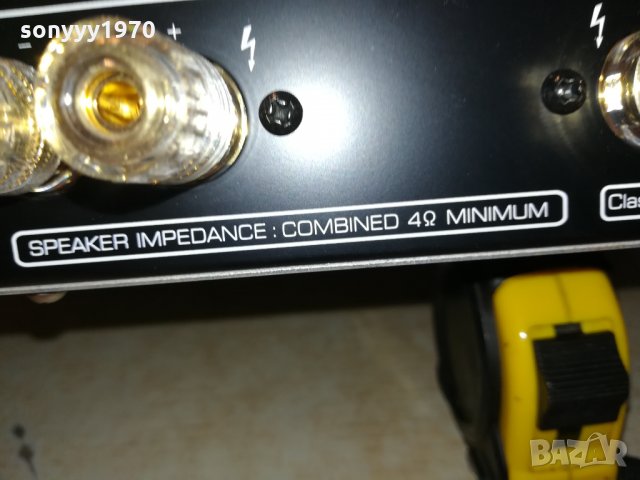 sonyyy1970
- +
SPEAKER IMPEDANCE : COMBINED 4Ω MINIMUM
Clas
BAZAR